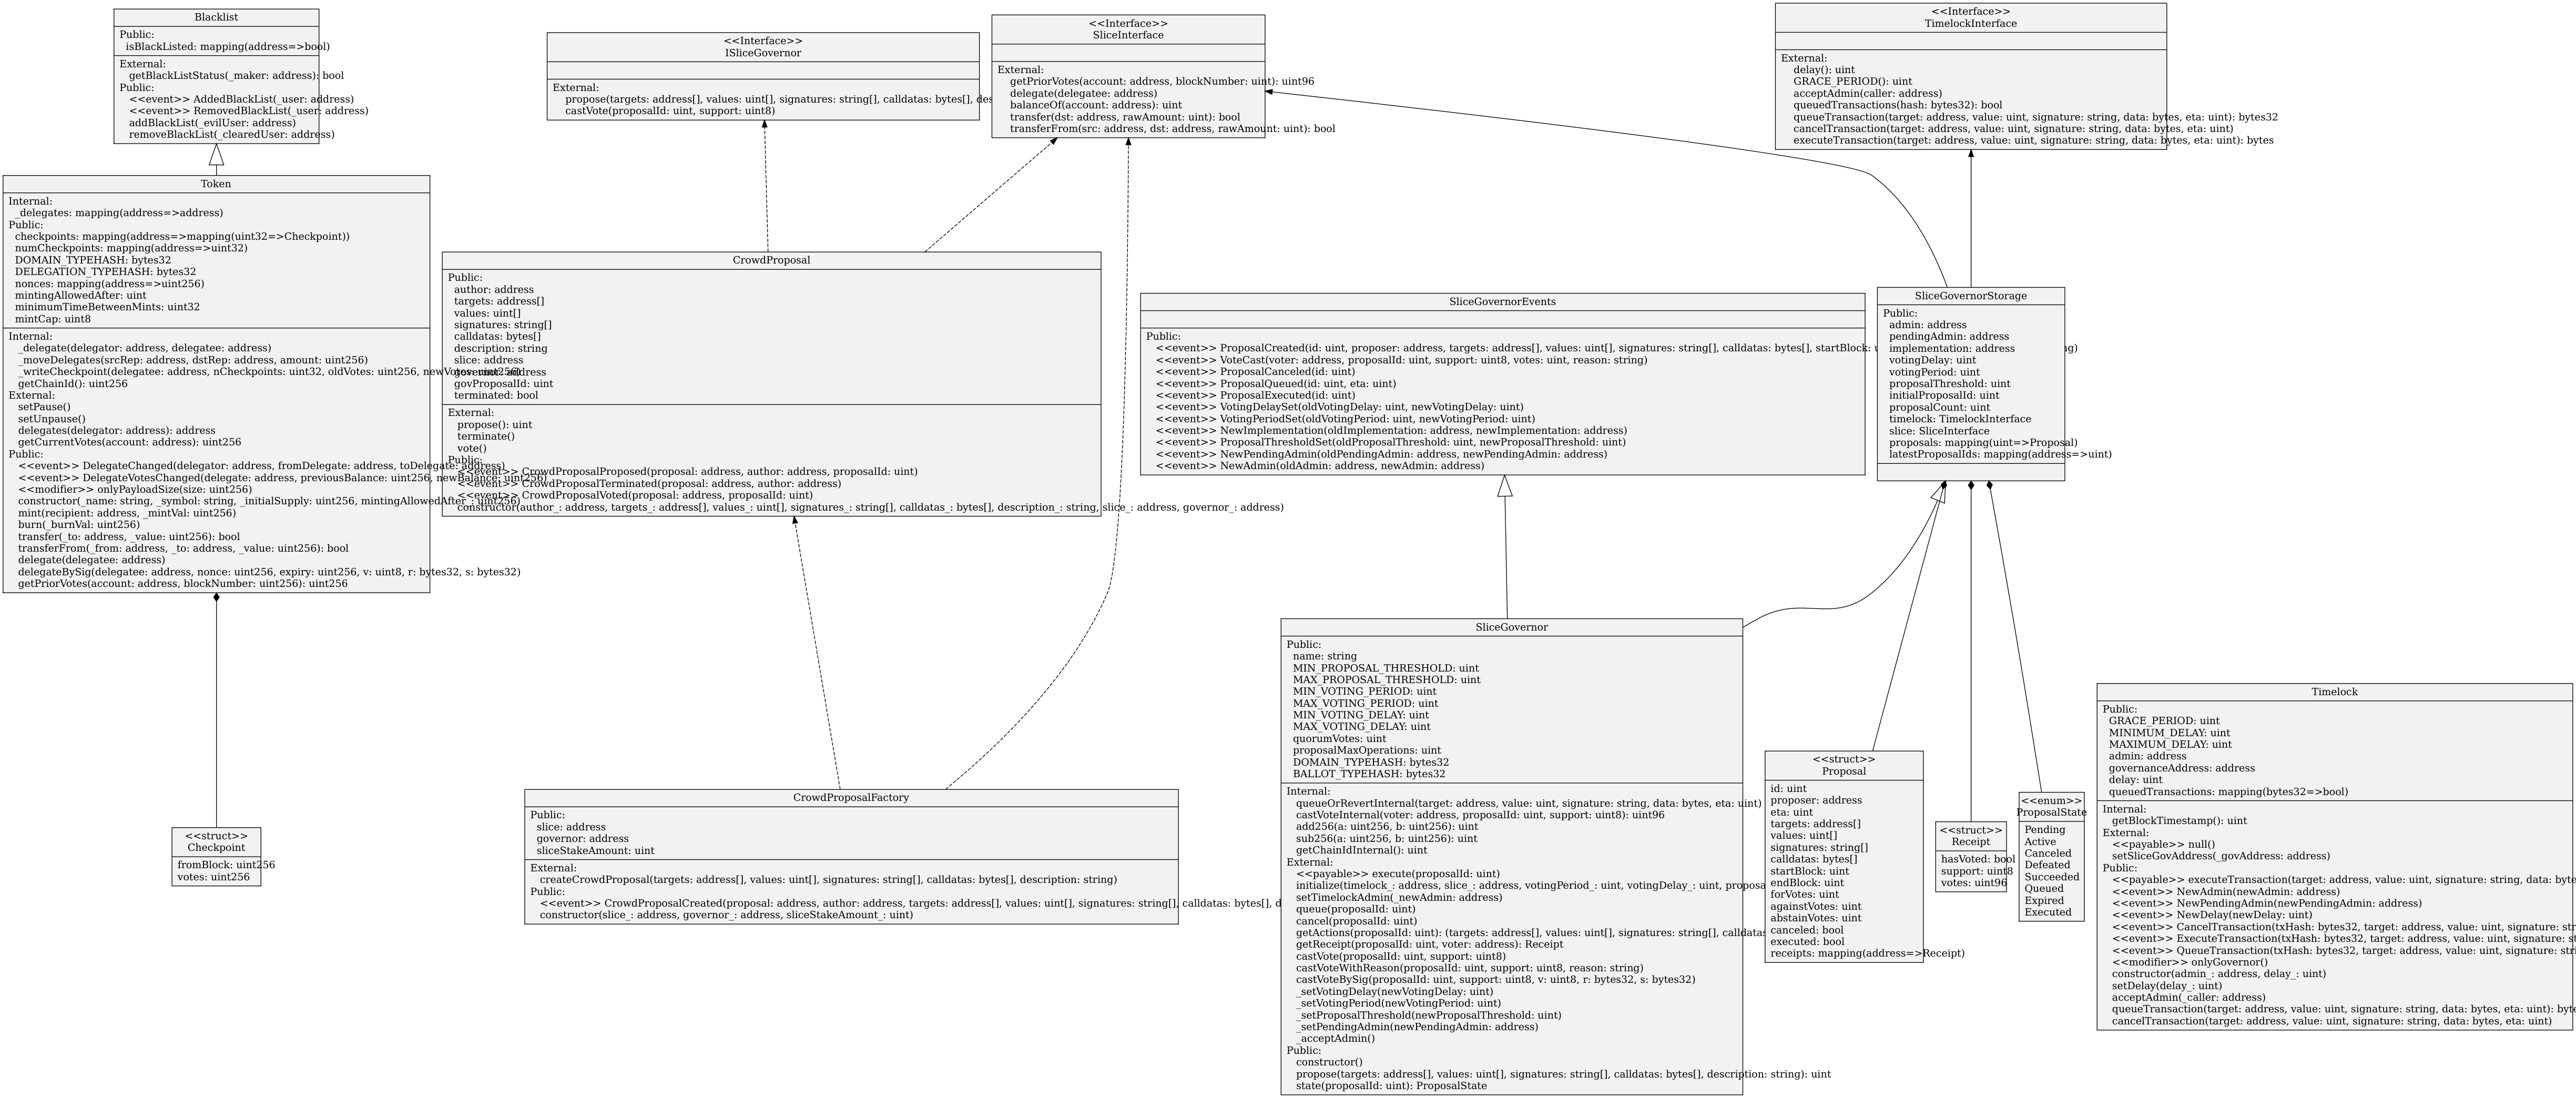 Blacklist
Public:
isBlackListed: mapping(address=>bool)
External:
getBlackListStatus(_maker: address): bool
Public:
<<event>> AddedBlackList(_user: address)
<<event>> RemovedBlackList(_user: address)
addBlackList(_evilUser: address)
removeBlackList(_clearedUser: address)
<<Interface>>
ISliceGovernor
External:
propose(targets: address[], values: uint[], signatures: string[], calldatas: bytes[],
castVote(proposalId: uint, support: uint8)
<<Interface>>
SliceInterface
External:
getPriorVotes(account: address, blockNumber: uint): uint96
delegate(delegatee: address)
balanceOf(account: address): uint
transfer(dst: address, rawAmount: uint): bool
transferFrom(src: address, dst: address, rawAmount: uint): bool
<<Interface>>
TimelockInterface
External:
delay(): uint
GRACE_PERIOD(): uint
acceptAdmin(caller: address)
queuedTransactions(hash: bytes32): bool
queueTransaction(target: address, value: uint, signature: string, data: bytes, eta: uint): bytes32
cancelTransaction(target: address, value: uint, signature: string, data: bytes, eta: uint)
executeTransaction(target: address, value: uint, signature: string, data: bytes, eta: uint): bytes
Token
Internal:
_delegates: mapping(address=>address)
Public:
checkpoints: mapping(address=>mapping(uint32=>Checkpoint))
numCheckpoints: mapping(address=>uint32)
DOMAIN_TYPEHASH: bytes32
DELEGATION_TYPEHASH: bytes32
nonces: mapping(address=>uint256)
mintingAllowedAfter: uint
minimumTimeBetweenMints: uint32
mintCap: uint8
Internal:
_delegate(delegator: address, delegatee: address)
_moveDelegates(srcRep: address, dstRep: address, amount: uint256)
_writeCheckpoint(delegatee: address, nCheckpoints: uint32, oldVotes: uint256, newVotes: uint256)
getChainId(): uint256
External:
setPause()
setUnpause()
delegates(delegator: address): address
getCurrentVotes(account: address): uint256
Public:
<<event>> DelegateChanged(delegator: address, fromDelegate: address, toDelegate: address)
<<event>> DelegateVotesChanged(delegate: address, previousBalance: uint256, newBalance: uint256)
<<modifier>> onlyPayloadSize(size: uint256)
constructor(_name: string, _symbol: string, _initialSupply: uint256, mintingAllowedAfter_: uint256)
mint(recipient: address, _mintVal: uint256)
burn(_burnVal: uint256)
transfer(_to: address, _value: uint256): bool
transferFrom(_from: address, _to: address, _value: uint256): bool
delegate(delegatee: address)
delegateBySig(delegatee: address, nonce: uint256, expiry: uint256, v: uint8, r: bytes32, s: bytes32)
getPriorVotes(account: address, blockNumber: uint256): uint256
CrowdProposal
Public:
author: address
targets: address[]
values: uint[]
signatures: string[]
calldatas: bytes[]
description: string
slice: address
governor: address
govProposalId: uint
terminated: bool
External:
propose(): uint
terminate()
vote()
Public:
<<event>> CrowdProposalProposed(proposal: address, author: address, proposalId: uint)
<<event>> CrowdProposalTerminated(proposal: address, author: address)
<<event>> CrowdProposalVoted(proposal: address, proposalId: uint)
constructor(author_: address, targets_: address[], values_: uint[], signatures_: string[], calldatas_: bytes[], description_: string, slice_: address, governor_: address)
SliceGovernorEvents
Public:
<<event>> ProposalCreated(id: uint, proposer: address, targets: address[], values: uint[], signatures: string[], calldatas: bytes[], startBlock:
<<event>> VoteCast(voter: address, proposalId: uint, support: uint8, votes: uint, reason: string)
<<event>> ProposalCanceled(id: uint)
<<event>> ProposalQueued(id: uint, eta: uint)
<<event>> ProposalExecuted(id: uint)
<<event>> VotingDelaySet(oldVotingDelay: uint, newVotingDelay: uint)
<<event>> VotingPeriodSet(oldVotingPeriod: uint, newVotingPeriod: uint)
<<event>> NewImplementation(oldImplementation: address, newImplementation: address)
<<event>> ProposalThresholdSet(oldProposalThreshold: uint, newProposalThreshold: uint)
<<event>> NewPendingAdmin(oldPendingAdmin: address, newPendingAdmin: address)
<<event>> NewAdmin(oldAdmin: address, newAdmin: address)
SliceGovernorStorage
Public:
admin: address
pendingAdmin: address
implementation: address
votingDelay: uint
votingPeriod: uint
proposalThreshold: uint
initialProposalId: uint
proposalCount: uint
timelock: TimelockInterface
slice: SliceInterface
proposals: mapping(uint=>Proposal)
latestProposalIds: mapping(address=>uint)
<<struct>>
Checkpoint
fromBlock: uint256
votes: uint256
CrowdProposalFactory
Public:
slice: address
governor: address
sliceStakeAmount: uint
External:
createCrowdProposal(targets: address[], values: uint[], signatures: string[], calldatas: bytes[], description: string)
Public:
<<event>> CrowdProposalCreated(proposal: address, author: address, targets: address[], values: uint[], signatures: string[], calldatas: bytes[],
constructor(slice_: address, governor_: address, sliceStakeAmount_: uint)
SliceGovernor
Public:
name: string
MIN_PROPOSAL_THRESHOLD: uint
MAX_PROPOSAL_THRESHOLD: uint
MIN_VOTING_PERIOD: uint
MAX_VOTING_PERIOD: uint
MIN_VOTING_DELAY: uint
MAX_VOTING_DELAY: uint
quorumVotes: uint
proposalMaxOperations: uint
DOMAIN_TYPEHASH: bytes32
BALLOT_TYPEHASH: bytes32
Internal:
queueOrRevertInternal(target: address, value: uint, signature: string, data: bytes, eta: uint)
castVoteInternal(voter: address, proposalId: uint, support: uint8): uint96
add256(a: uint256, b: uint256): uint
sub256(a: uint256, b: uint256): uint
getChainIdInternal(): uint
External:
<<payable>> execute(proposalId: uint)
initialize(timelock_: address, slice_: address, votingPeriod_: uint, votingDelay_: uint,
setTimelockAdmin(_newAdmin: address)
queue(proposalId: uint)
cancel(proposalId: uint)
getActions(proposalId: uint): (targets: address[], values: uint[], signatures: string[],
getReceipt(proposalId: uint, voter: address): Receipt
castVote(proposalId: uint, support: uint8)
castVoteWithReason(proposalId: uint, support: uint8, reason: string)
castVoteBySig(proposalId: uint, support: uint8, v: uint8, r: bytes32, s: bytes32)
_setVotingDelay(newVotingDelay: uint)
_setVotingPeriod(newVotingPeriod: uint)
_setProposalThreshold(newProposalThreshold: uint)
_setPendingAdmin(newPendingAdmin: address)
_acceptAdmin()
Public:
constructor()
propose(targets: address[], values: uint[], signatures: string[], calldatas: bytes[], description: string): uint
state(proposalId: uint): ProposalState
<<struct>>
Proposal
id: uint
proposer: address
eta: uint
targets: address[]
values: uint[]
signatures: string[]
calldatas: bytes[]
startBlock: uint
endBlock: uint
forVotes: uint
againstVotes: uint
abstainVotes: uint
canceled: bool
executed: bool
receipts: mapping(address=>Receipt)
<<struct>>
Receipt
hasVoted: bool
support: uint8
votes: uint96
<<enum>>
ProposalState
Pending
Active
Canceled
Defeated
Succeeded
Queued
Expired
Executed
Timelock
Public:
GRACE_PERIOD: uint
MINIMUM_DELAY: uint
MAXIMUM_DELAY: uint
admin: address
governanceAddress: address
delay: uint
queuedTransactions: mapping(bytes32=>bool)
Internal:
getBlockTimestamp(): uint
External:
<<payable>> null()
setSliceGovAddress(_govAddress: address)
Public:
<<payable>> executeTransaction(target: address, value: uint, signature: string, data:
<<event>> NewAdmin(newAdmin: address)
<<event>> NewPendingAdmin(newPendingAdmin: address)
<<event>> NewDelay(newDelay: uint)
<<event>> CancelTransaction(txHash: bytes32, target: address, value: uint, signature:
<<event>> ExecuteTransaction(txHash: bytes32, target: address, value: uint, signature:
<<event>> QueueTransaction(txHash: bytes32, target: address, value: uint, signature:
<<modifier>> onlyGovernor()
constructor(admin_: address, delay_: uint)
setDelay(delay_: uint)
acceptAdmin(_caller: address)
queueTransaction(target: address, value: uint, signature: string, data: bytes, eta: uint):
cancelTransaction(target: address, value: uint, signature: string, data: bytes, eta: uint)